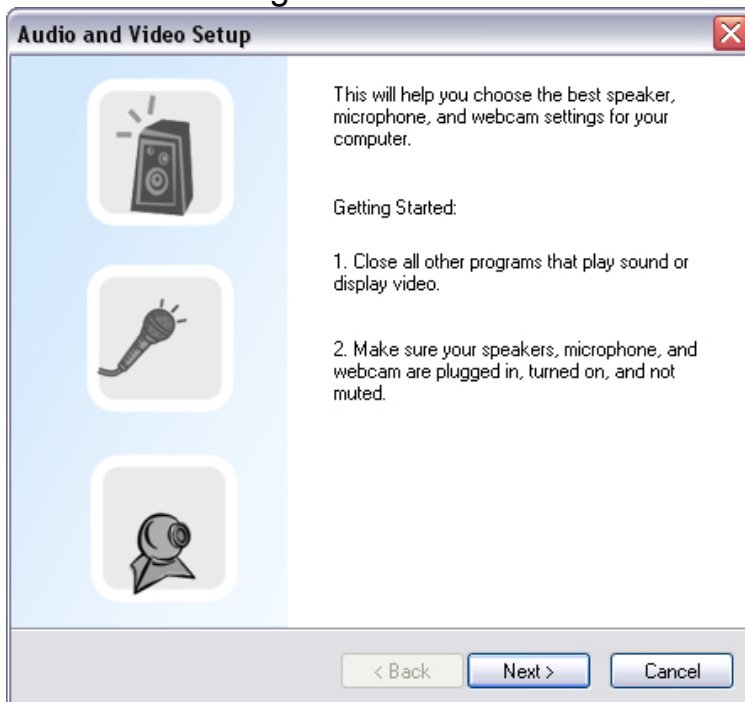 Audio and Video Setup
This will help you choose the best speaker,
microphone, and webcam settings for your
computer.
Getting Started:
1. Close all other programs that play sound or
display video.
2. Make sure your speakers, microphone, and
webcam are plugged in, turned on, and not
muted.
< Back Next > Cancel